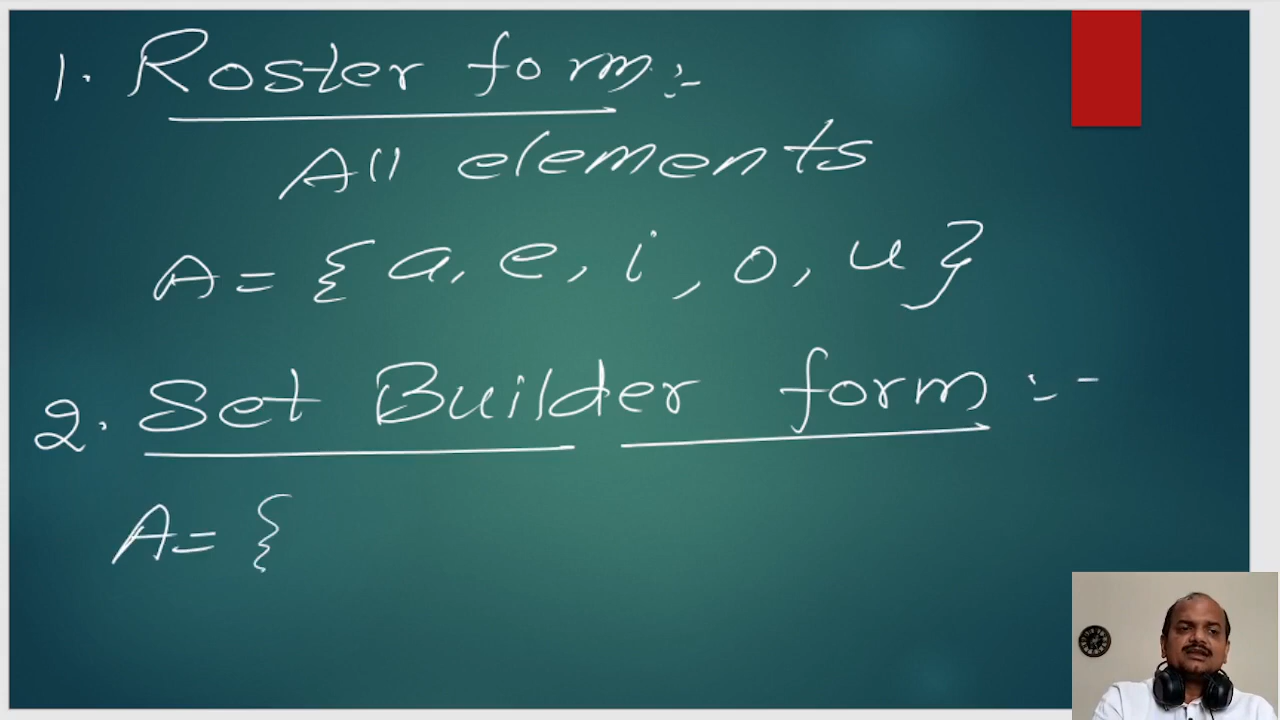 1. Roster form :-
All elements
A = { a, e, i, o, u }
2. Set Builder form :-
A = {